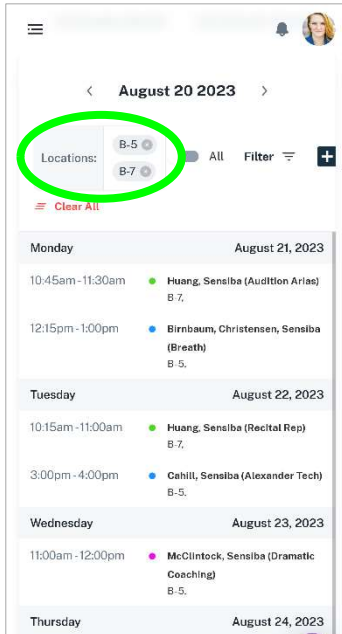 August 20 2023
Locations:
B-5
B-7
All
Filter
Clear All
Monday August 21, 2023
10:45am-11:30am Huang, Sensiba (Audition Arias)
B-7,
12:15pm-1:00pm Birnbaum, Christensen, Sensiba
(Breath)
B-5,
Tuesday August 22, 2023
10:15am-11:00am Huang, Sensiba (Recital Rep)
B-7,
3:00pm-4:00pm Cahill, Sensiba (Alexander Tech)
B-5,
Wednesday August 23, 2023
11:00am-12:00pm McClintock, Sensiba (Dramatic
Coaching)
B-5,
Thursday August 24, 2023